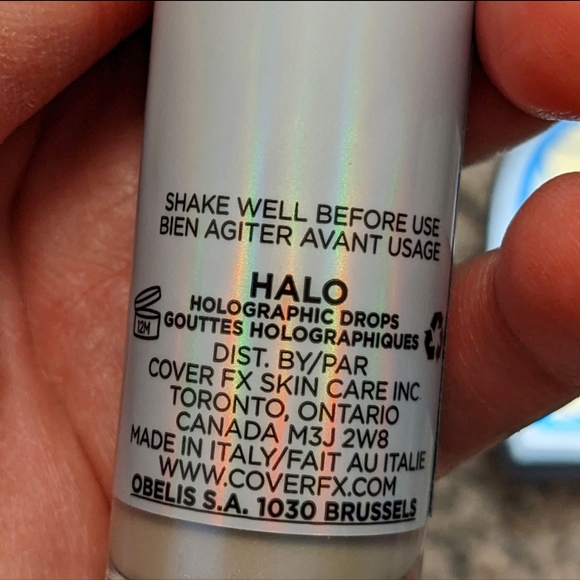 SHAKE WELL BEFORE USE
BIEN AGITER AVANT USAGE
HALO
HOLOGRAPHIC DROPS
12M GOUTTES HOLOGRAPHIQUES
DIST. BY/PAR
COVER FX SKIN CARE INC
TORONTO, ONTARIO
CANADA M3J 2W8
MADE IN ITALY/FAIT AU ITALIE
WWW.COVERFX.COM
OBELIS S.A. 1030 BRUSSELS